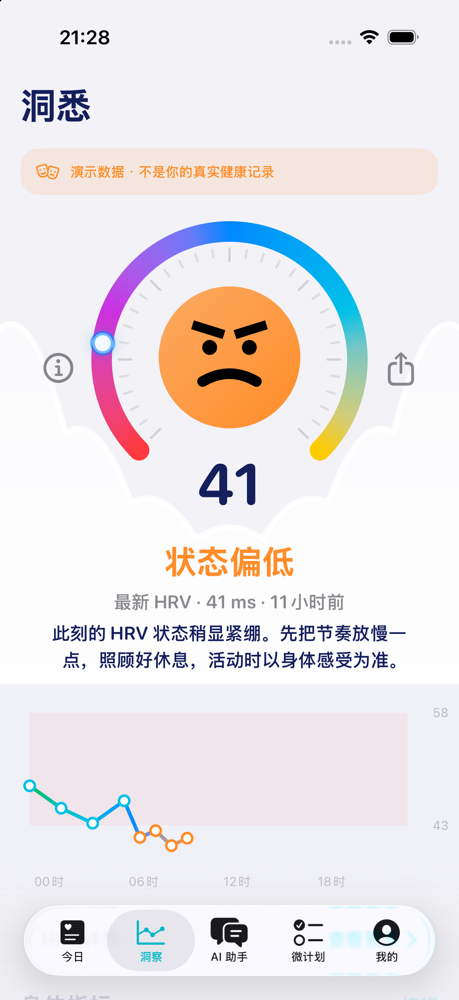 21:28
洞悉
演示数据 · 不是你的真实健康记录
41
状态偏低
最新 HRV · 41 ms · 11 小时前
此刻的 HRV 状态稍显紧绷。先把节奏放慢一
点，照顾好休息，活动时以身体感受为准。
58
43
00时 06时 12时 18时
今日 洞察 AI 助手 微计划 我的